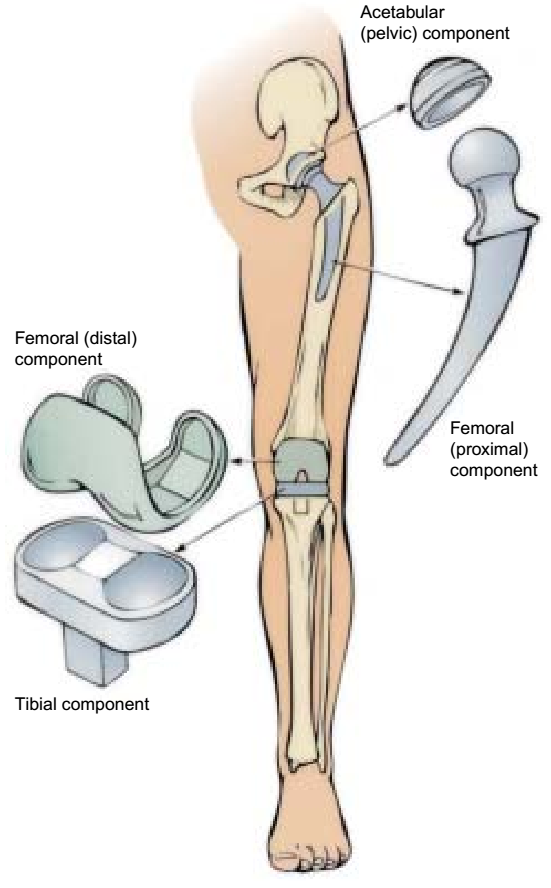 Acetabular
(pelvic) component
Femoral (distal)
component
Femoral
(proximal)
component
Tibial component